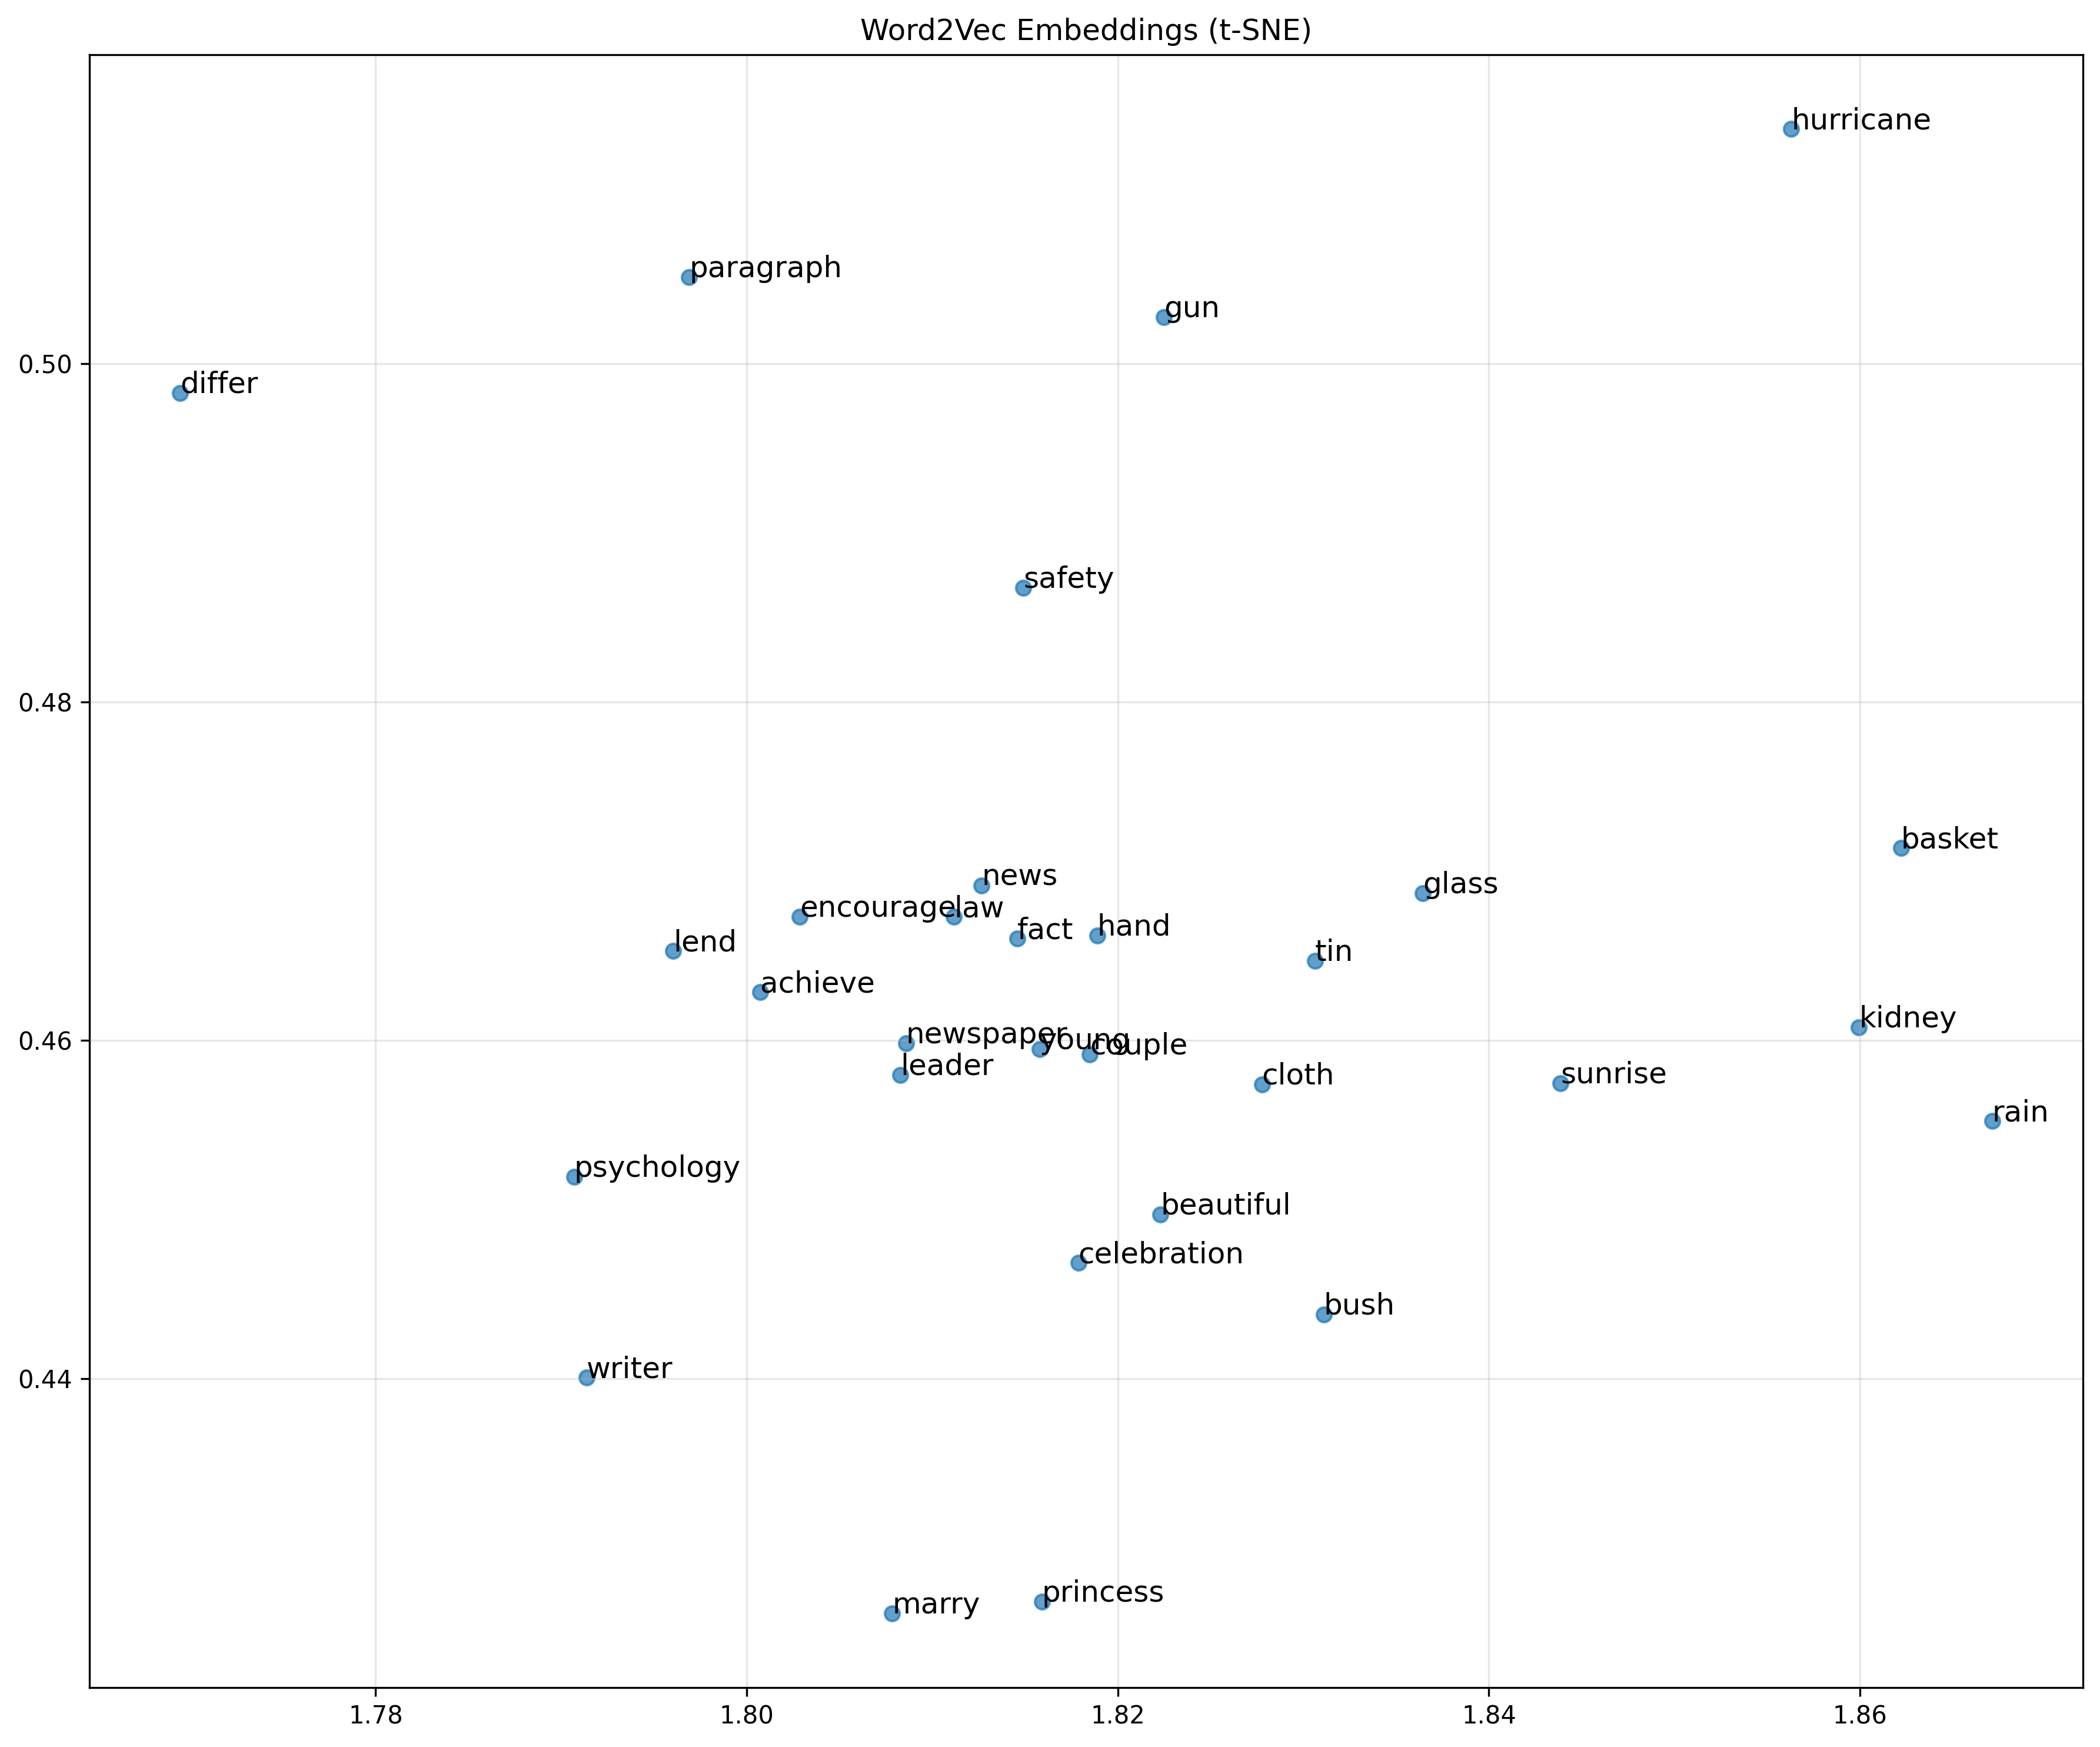 Word2Vec Embeddings (t-SNE)
hurricane
paragraph
gun
0.50
differ
safety
0.48
basket
news
glass
encourage
law
fact
hand
lend
tin
achieve
kidney
0.46
newspaper
young
couple
leader
cloth
sunrise
rain
psychology
beautiful
celebration
bush
0.44
writer
princess
marry
1.78
1.80
1.82
1.84
1.86